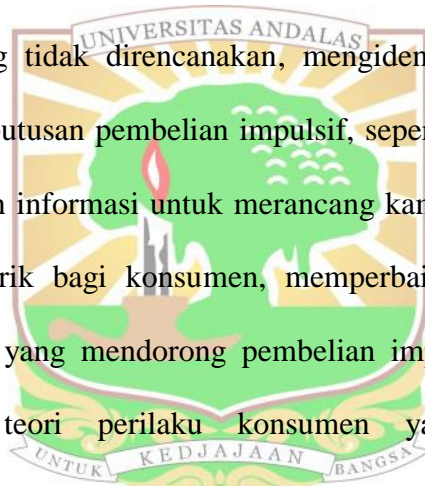 UNIVERSITAS ANDALAS
g tidak direncanakan, mengiden
utusan pembelian impulsif, seper
n informasi untuk merancang kan
rik bagi konsumen, memperbai
yang mendorong pembelian imp
teori perilaku konsumen ya
UNTUK KEDJAJAAN BANGSA